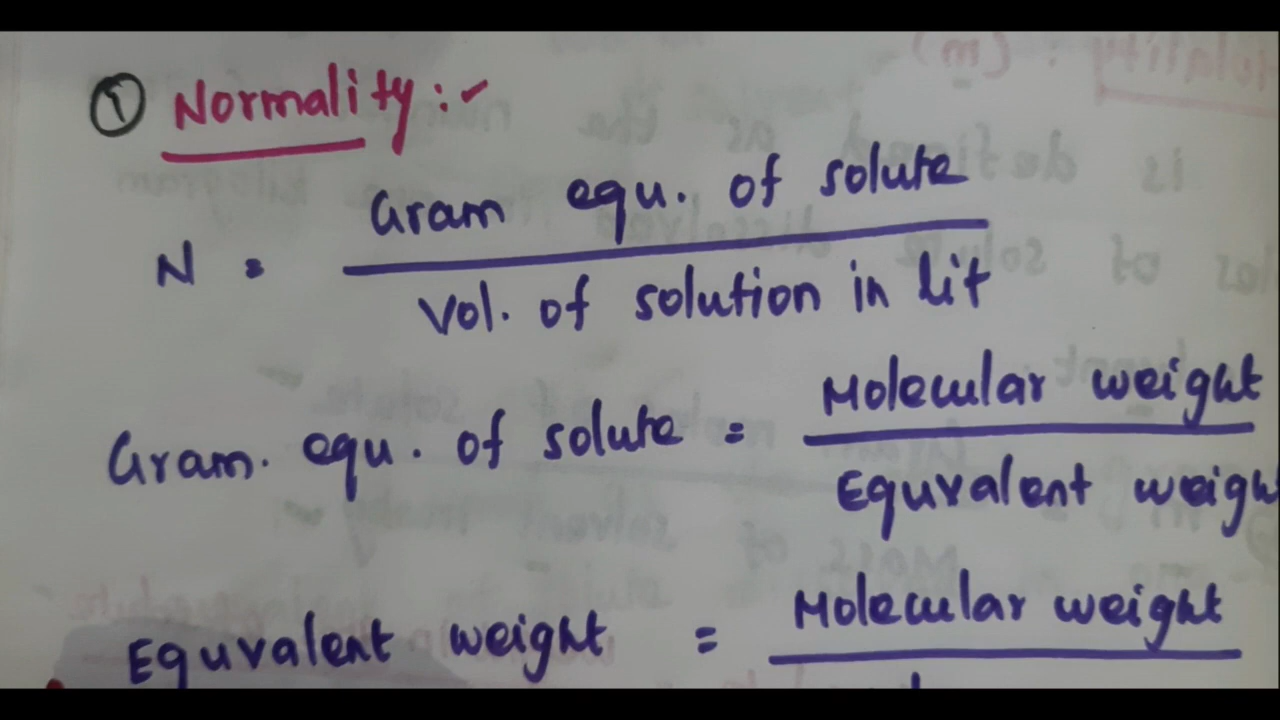 ① Normality :-
N = Gram equ. of solute
Vol. of solution in lit
Gram. equ. of solute = Molecular weight
Equvalent weigh
Equvalent weight = Molecular weight